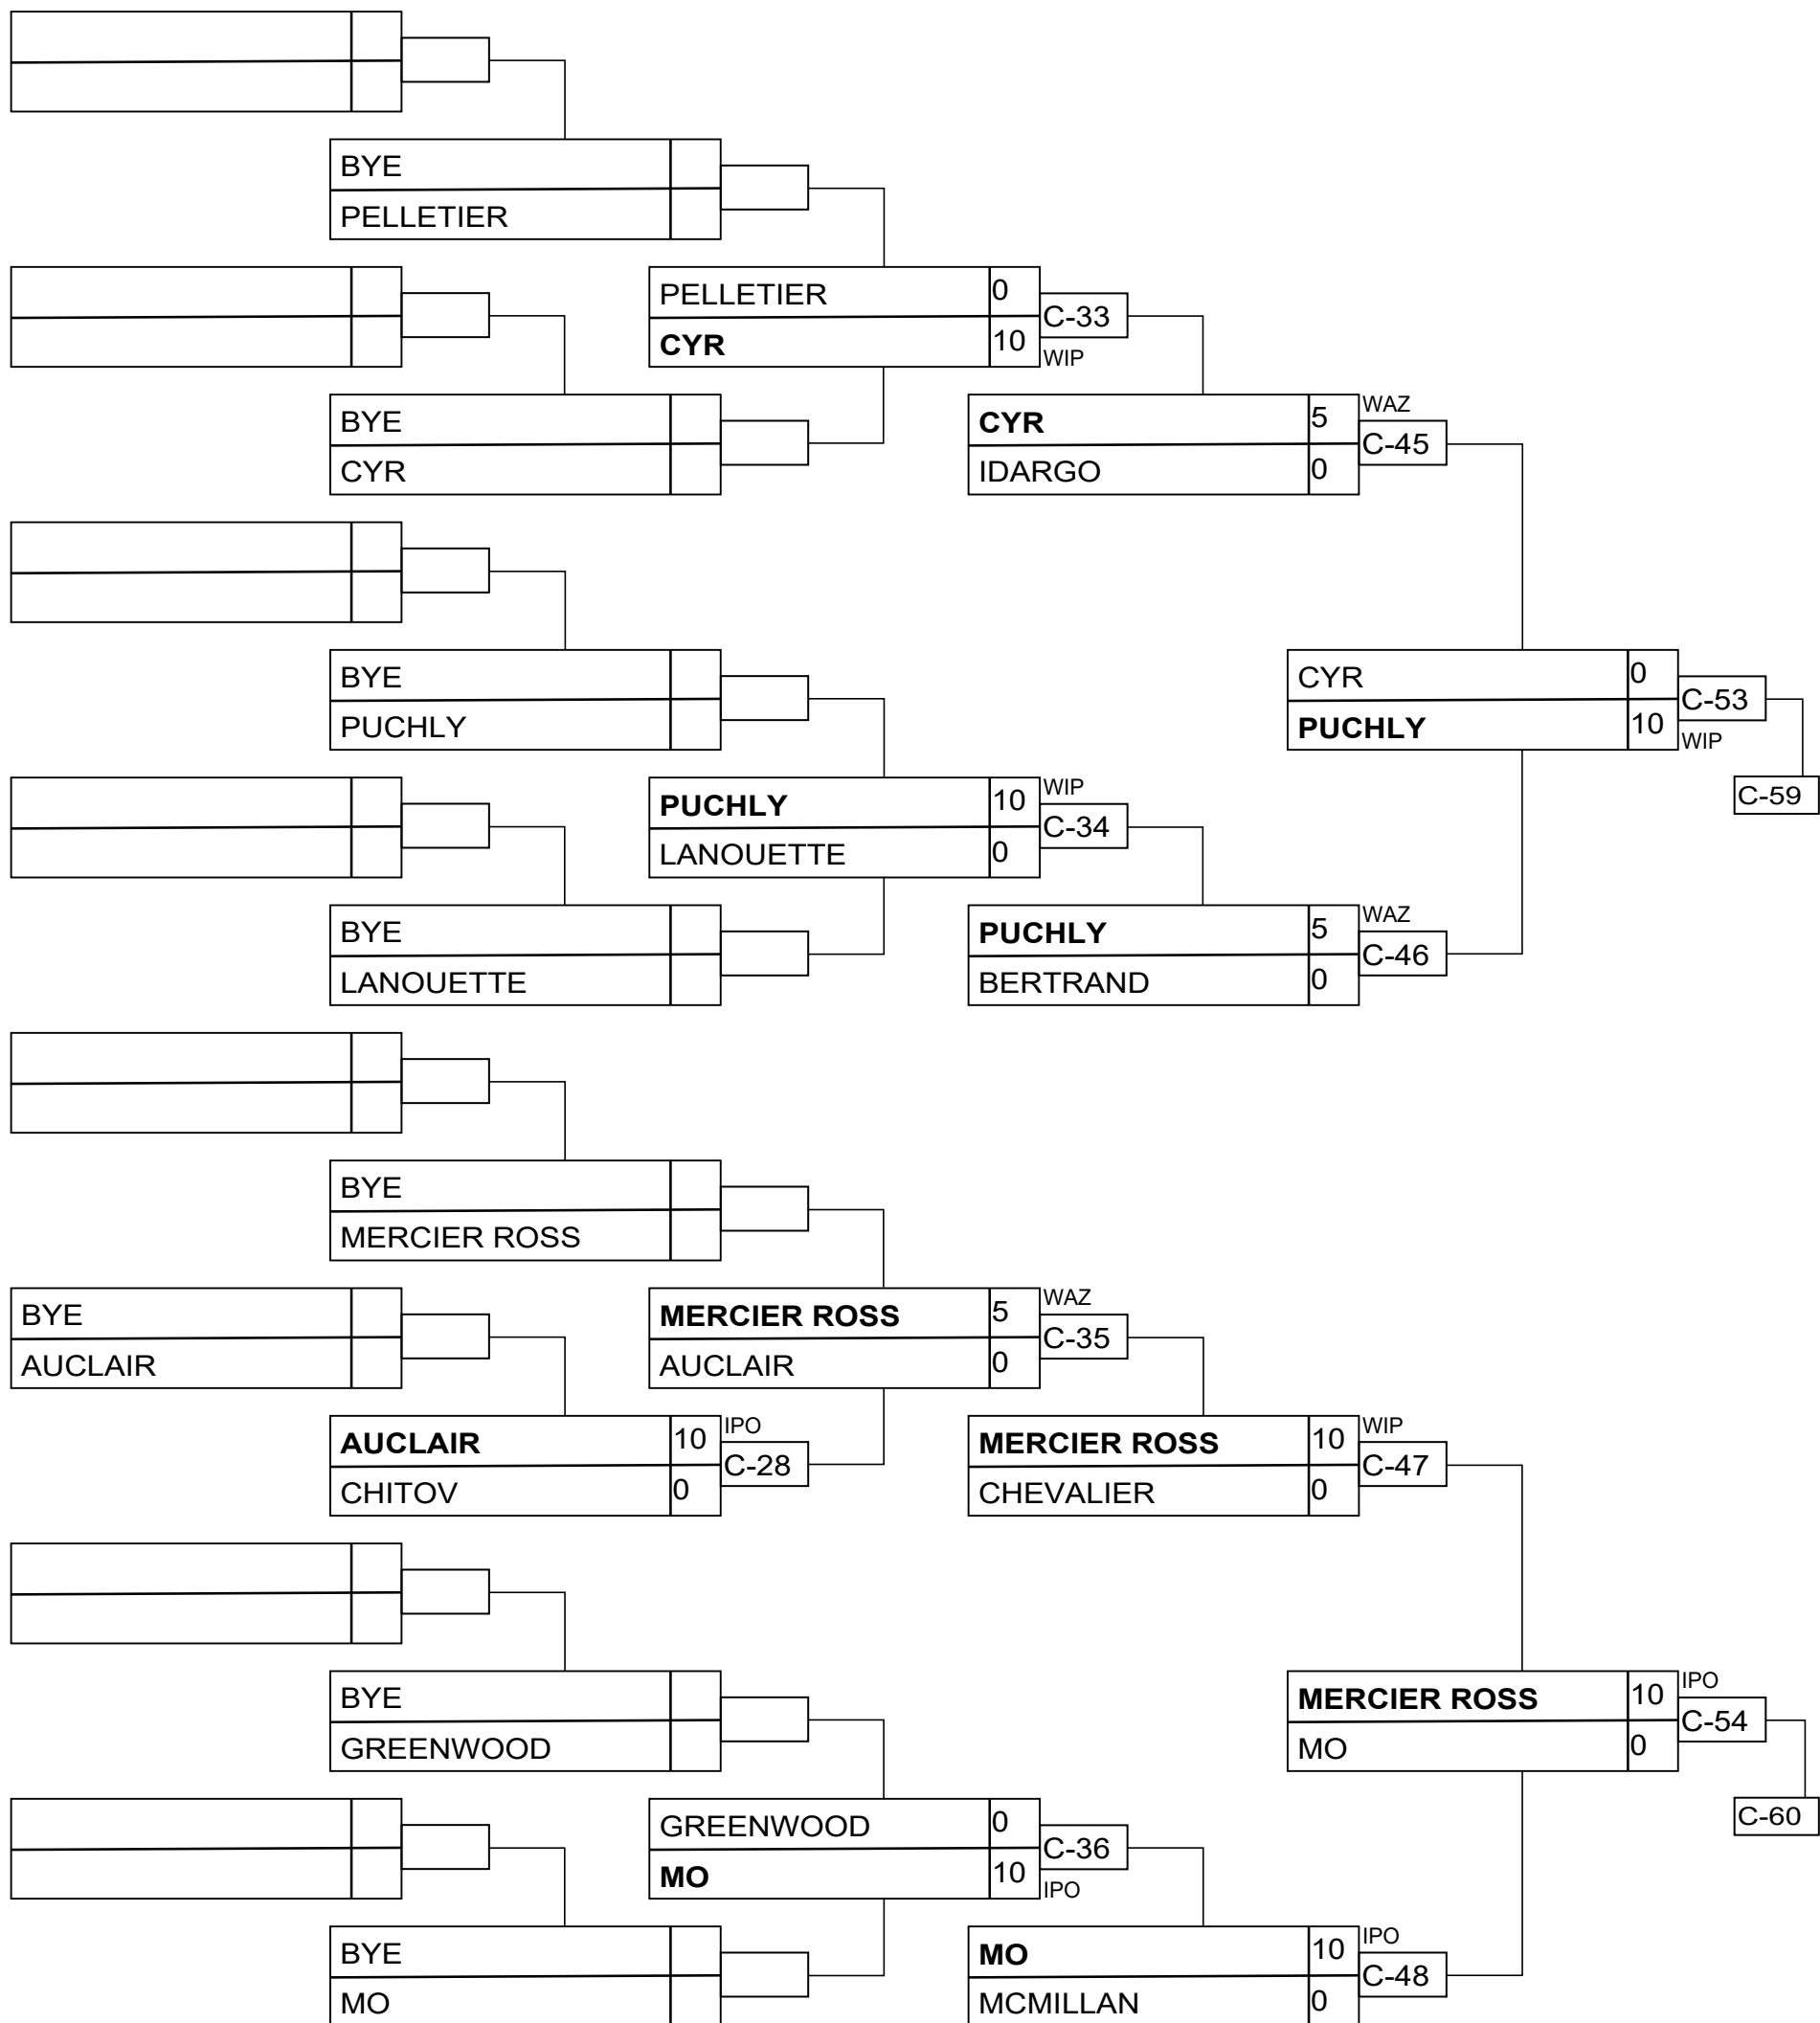 BYE
PELLETIER
PELLETIER 0
C-33
CYR 10
WIP
BYE
CYR
CYR 5
WAZ
C-45
IDARGO 0
BYE
PUCHLY
CYR 0
C-53
PUCHLY 10
WIP
PUCHLY 10
WIP
C-34
LANOUETTE 0
C-59
BYE
LANOUETTE
PUCHLY 5
WAZ
C-46
BERTRAND 0
BYE
MERCIER ROSS
BYE
AUCLAIR
MERCIER ROSS 5
WAZ
C-35
AUCLAIR 0
AUCLAIR 10
IPO
C-28
CHITOV 0
MERCIER ROSS 10
WIP
C-47
CHEVALIER 0
BYE
GREENWOOD
MERCIER ROSS 10
IPO
C-54
MO 0
GREENWOOD 0
C-36
MO 10
IPO
C-60
BYE
MO
MO 10
IPO
C-48
MCMILLAN 0